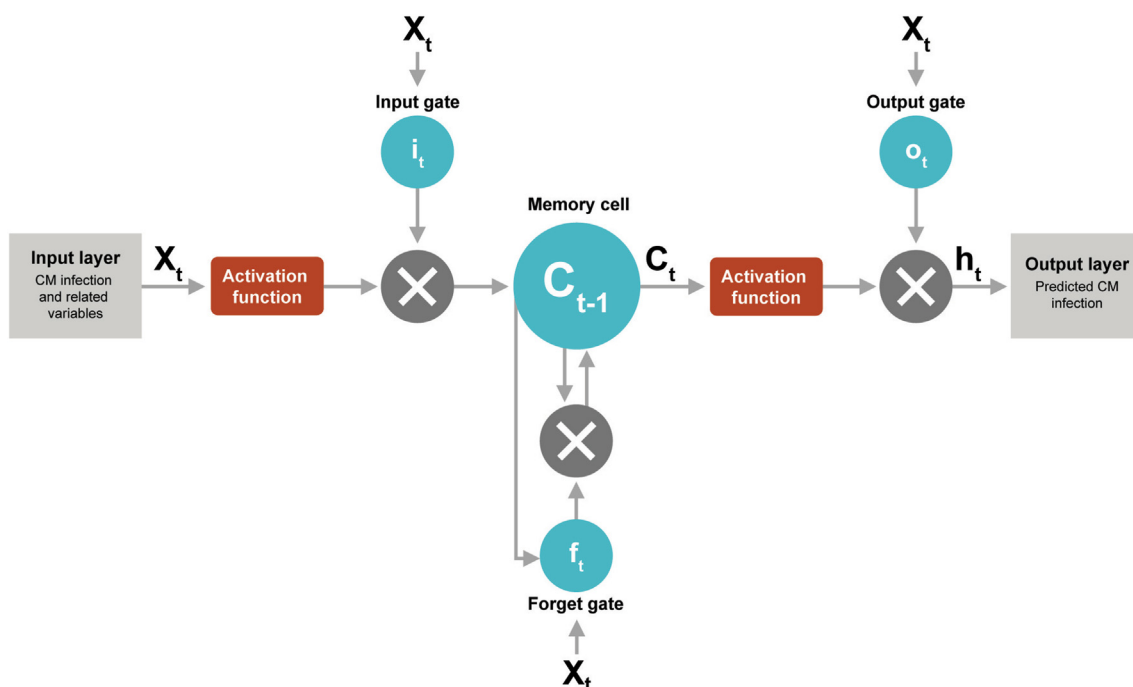 Xt
Xt
Input gate
Output gate
it
ot
Memory cell
Input layer
CM infection
and related
variables
Xt
Activation
function
Ct-1
Ct
Activation
function
ht
Output layer
Predicted CM
infection
ft
Forget gate
Xt